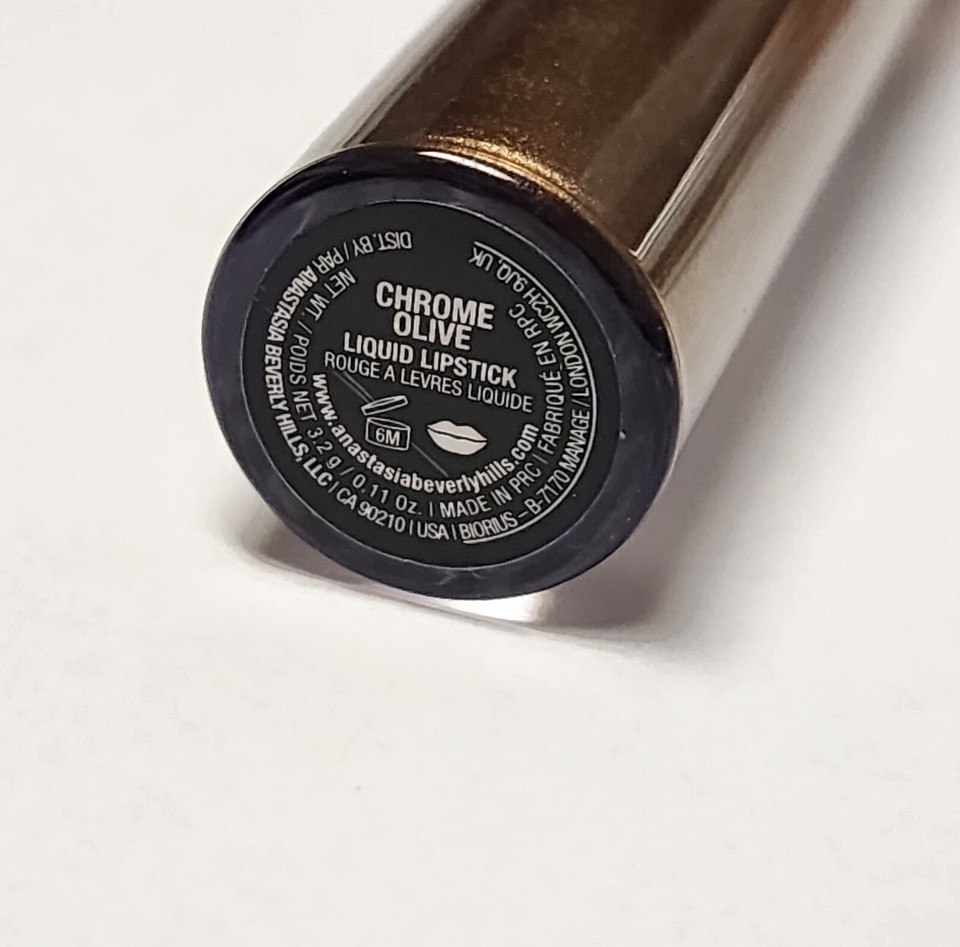 CHROME
OLIVE
LIQUID LIPSTICK
ROUGE A LEVRES LIQUIDE
6M
www.anastasiabeverlyhills.com
NET WT. / POIDS NET 3.2 g / 0.11 Oz. | MADE IN PRC | FABRIQUÉ EN RPC
DIST. BY / PAR ANASTASIA BEVERLY HILLS, LLC | CA 90210 | USA | BIORIUS – B-7170 MANAGE / LONDON WC2H 9JQ, UK